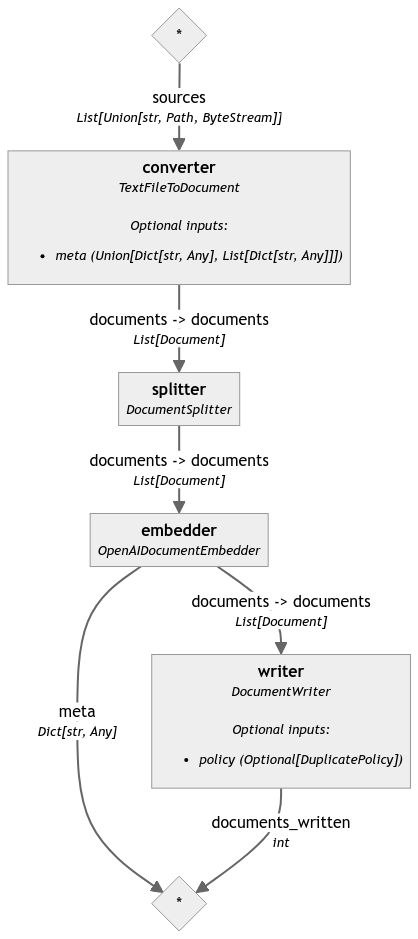 *
sources
List[Union[str, Path, ByteStream]]
converter
TextFileToDocument
Optional inputs:
• meta (Union[Dict[str, Any], List[Dict[str, Any]]])
documents -> documents
List[Document]
splitter
DocumentSplitter
documents -> documents
List[Document]
embedder
OpenAIDocumentEmbedder
documents -> documents
List[Document]
writer
DocumentWriter
Optional inputs:
• policy (Optional[DuplicatePolicy])
meta
Dict[str, Any]
documents_written
int
*